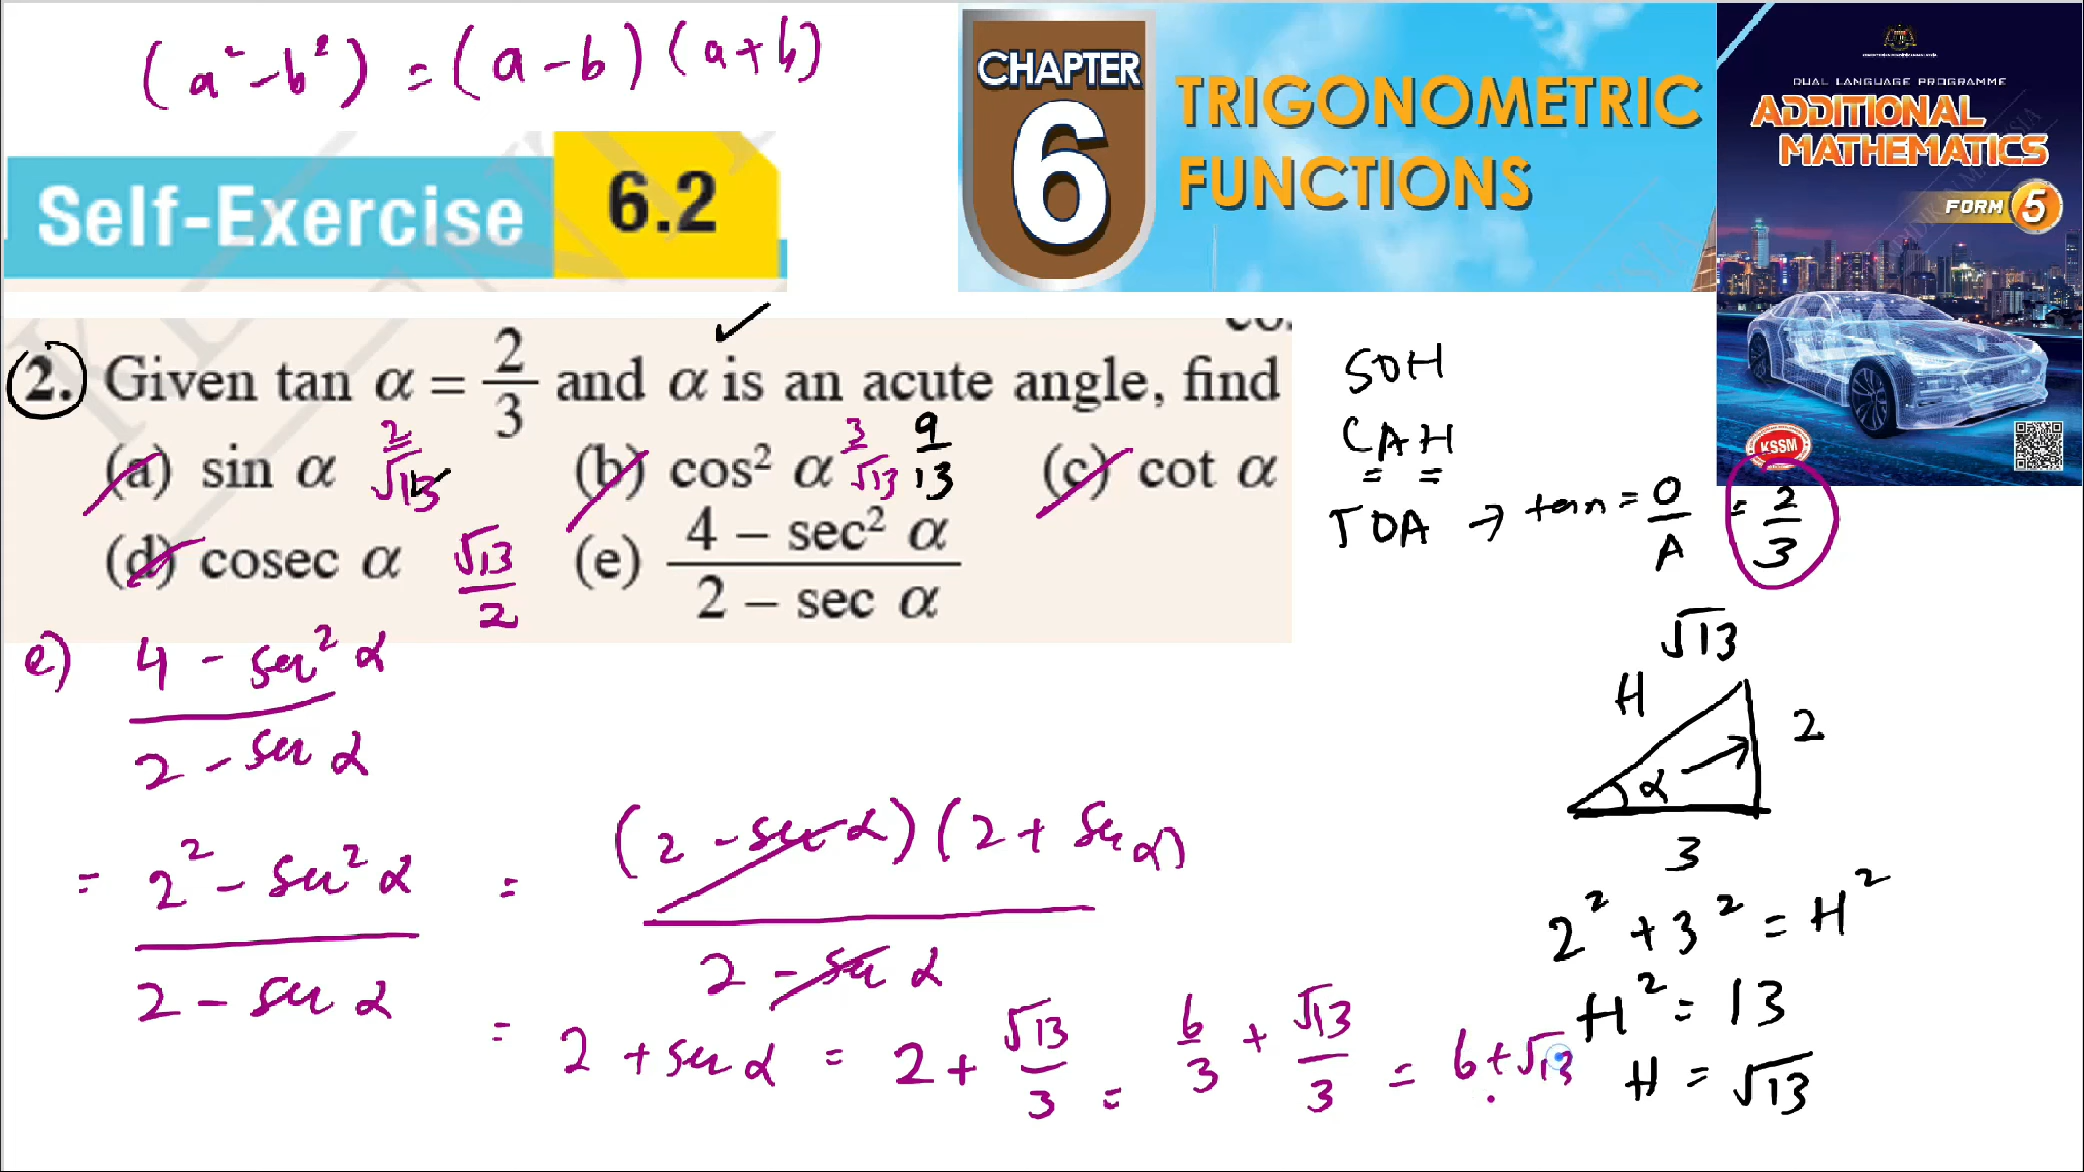 (a² - b²) = (a - b) (a + b)
Self-Exercise 6.2
CHAPTER 6
TRIGONOMETRIC
FUNCTIONS
DUAL LANGUAGE PROGRAMME
ADDITIONAL
MATHEMATICS
FORM 5
KSSM
2. Given tan α = 2/3 and α is an acute angle, find
(a) sin α 2/√13 (b) cos² α 3/√13 9/13 (c) cot α
(d) cosec α √13/2 (e) (4 – sec² α)/(2 – sec α)
SOH
CAH
TOA → tan = O/A = 2/3
√13
H
2
α
3
2² + 3² = H²
H² = 13
H = √13
e) (4 - sec² α)/(2 - sec α)
= (2² - sec² α)/(2 - sec α) = (2 - sec α)(2 + sec α)/(2 - sec α)
= 2 + sec α = 2 + √13/3 = 6/3 + √13/3 = 6 + √13